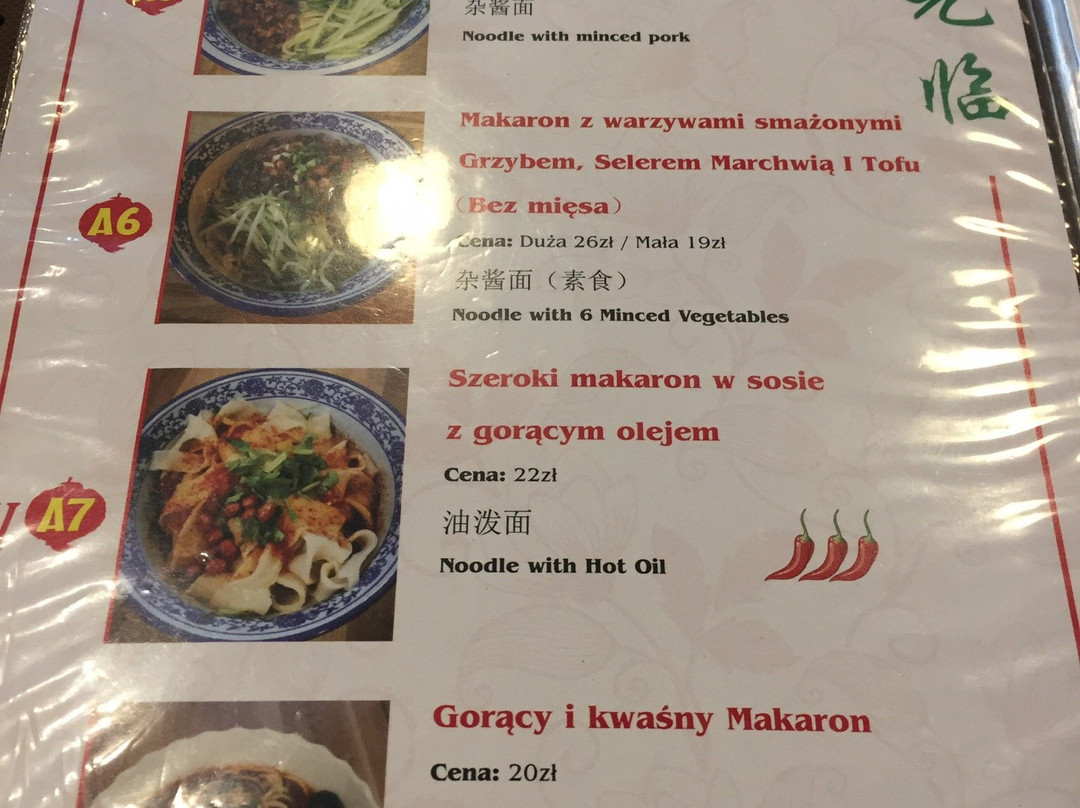 杂酱面
Noodle with minced pork
临
A6
Makaron z warzywami smażonymi
Grzybem, Selerem Marchwią I Tofu
(Bez mięsa)
Cena: Duża 26zł / Mała 19zł
杂酱面（素食）
Noodle with 6 Minced Vegetables
A7
Szeroki makaron w sosie
z gorącym olejem
Cena: 22zł
油泼面
Noodle with Hot Oil
Gorący i kwaśny Makaron
Cena: 20zł